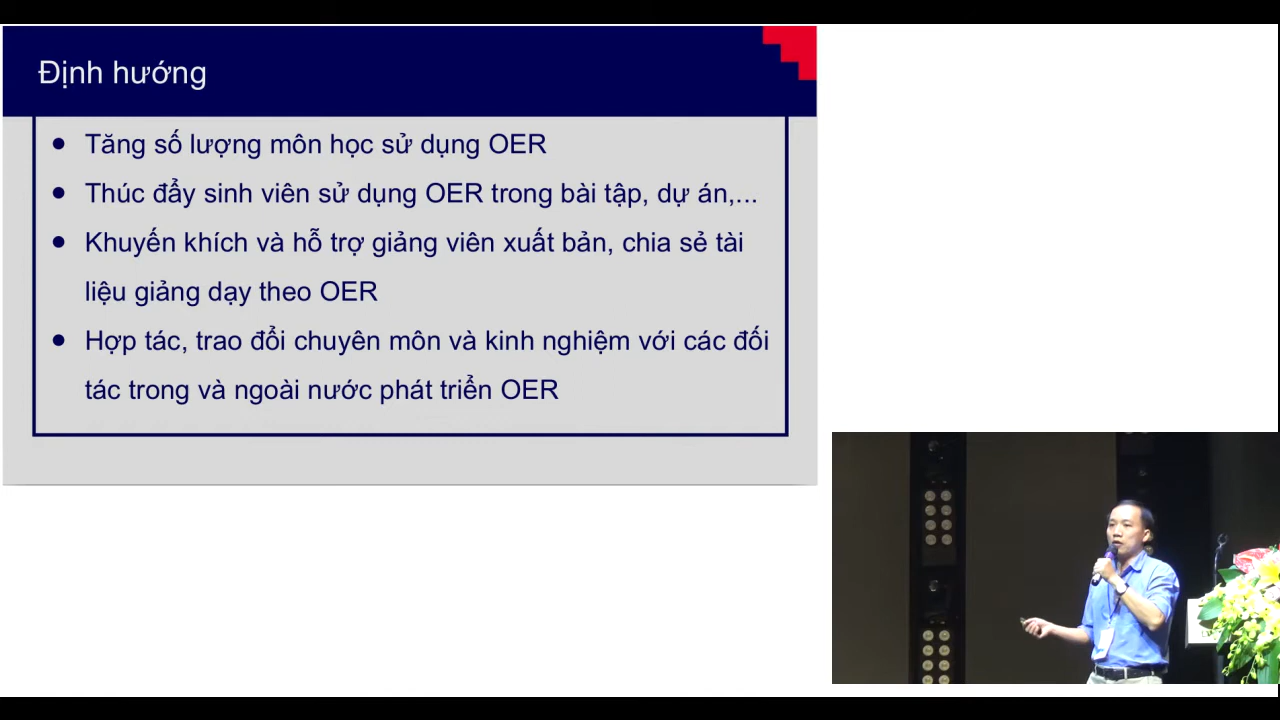 Định hướng
● Tăng số lượng môn học sử dụng OER
● Thúc đẩy sinh viên sử dụng OER trong bài tập, dự án,...
● Khuyến khích và hỗ trợ giảng viên xuất bản, chia sẻ tài
liệu giảng dạy theo OER
● Hợp tác, trao đổi chuyên môn và kinh nghiệm với các đối
tác trong và ngoài nước phát triển OER